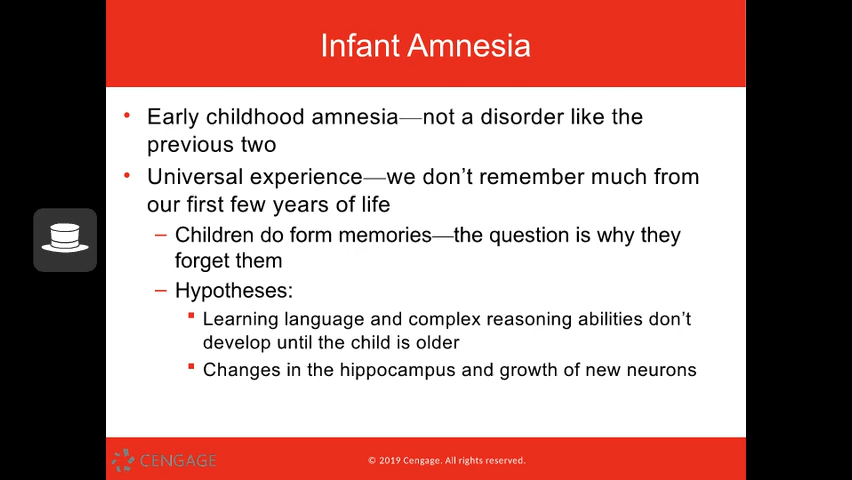 Infant Amnesia
• Early childhood amnesia—not a disorder like the
previous two
• Universal experience—we don’t remember much from
our first few years of life
– Children do form memories—the question is why they
forget them
– Hypotheses:
▪ Learning language and complex reasoning abilities don’t
develop until the child is older
▪ Changes in the hippocampus and growth of new neurons
CENGAGE
© 2019 Cengage. All rights reserved.